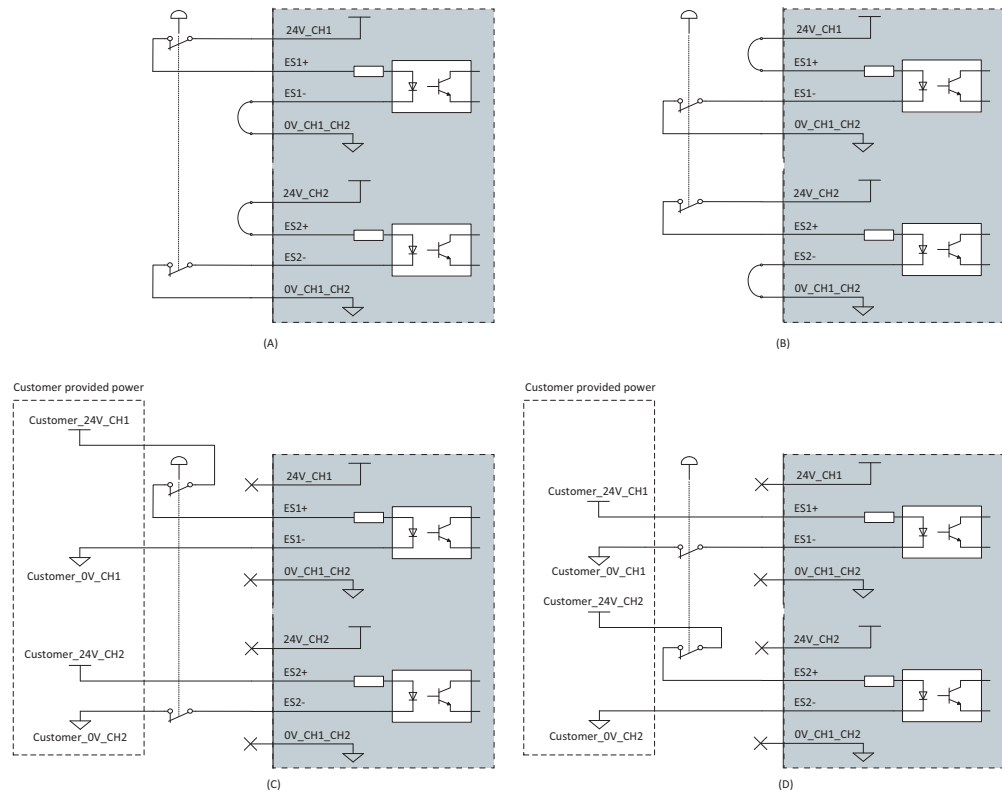 24V_CH1
ES1+
ES1-
0V_CH1_CH2
24V_CH2
ES2+
ES2-
0V_CH1_CH2
(A)
24V_CH1
ES1+
ES1-
0V_CH1_CH2
24V_CH2
ES2+
ES2-
0V_CH1_CH2
(B)
Customer provided power
Customer_24V_CH1
24V_CH1
ES1+
ES1-
Customer_0V_CH1
0V_CH1_CH2
24V_CH2
Customer_24V_CH2
ES2+
ES2-
Customer_0V_CH2
0V_CH1_CH2
(C)
Customer provided power
24V_CH1
Customer_24V_CH1
ES1+
ES1-
Customer_0V_CH1
0V_CH1_CH2
Customer_24V_CH2
24V_CH2
ES2+
ES2-
Customer_0V_CH2
0V_CH1_CH2
(D)